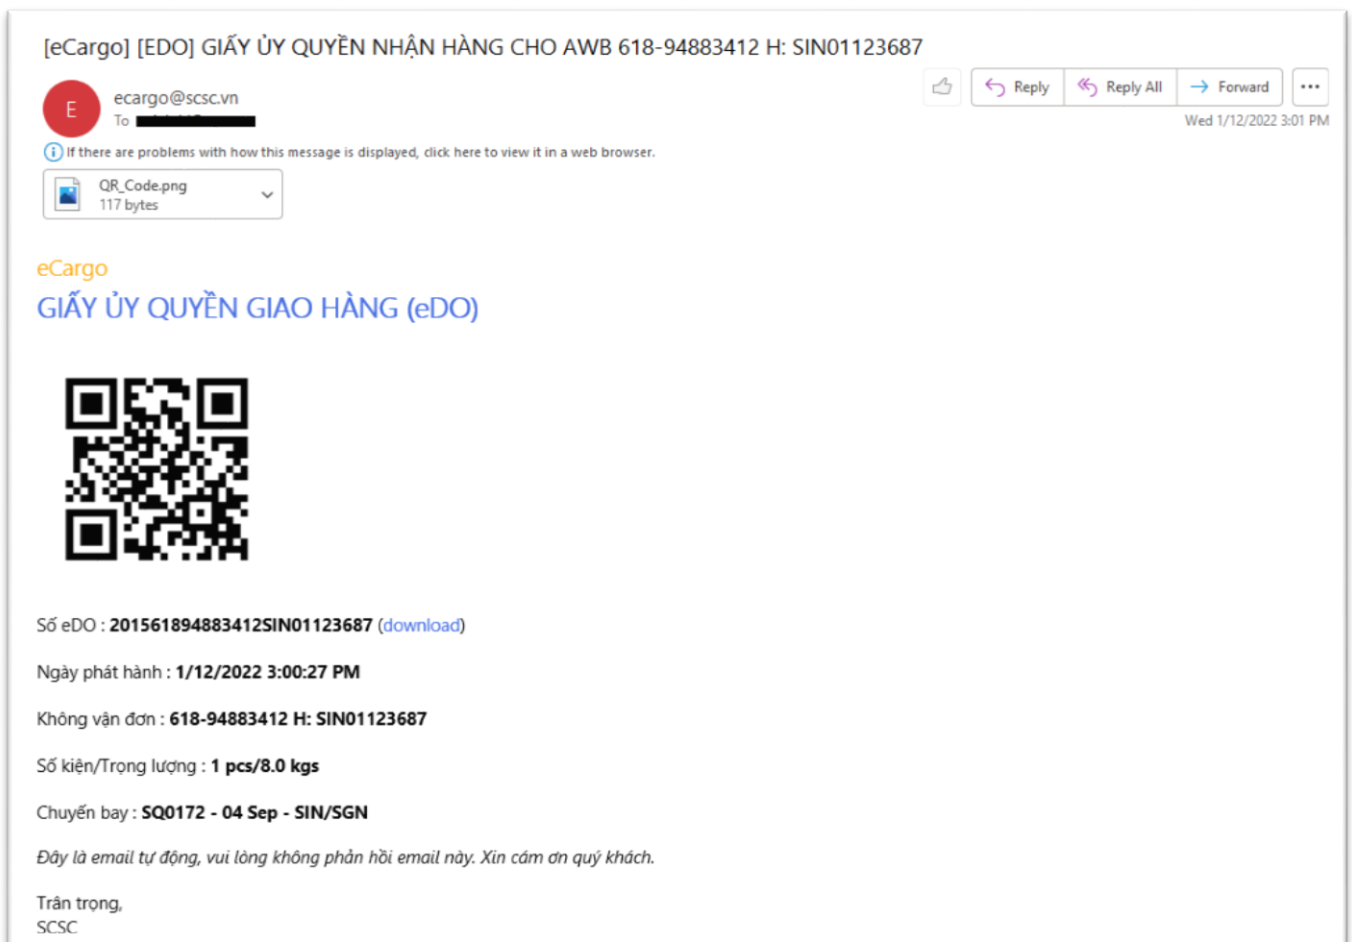 [eCargo] [EDO] GIẤY ỦY QUYỀN NHẬN HÀNG CHO AWB 618-94883412 H: SIN01123687
E
ecargo@scsc.vn
To
Reply
Reply All
Forward
Wed 1/12/2022 3:01 PM
If there are problems with how this message is displayed, click here to view it in a web browser.
QR_Code.png
117 bytes
eCargo
GIẤY ỦY QUYỀN GIAO HÀNG (eDO)
Số eDO : 201561894883412SIN01123687 (download)
Ngày phát hành : 1/12/2022 3:00:27 PM
Không vận đơn : 618-94883412 H: SIN01123687
Số kiện/Trọng lượng : 1 pcs/8.0 kgs
Chuyến bay : SQ0172 - 04 Sep - SIN/SGN
Đây là email tự động, vui lòng không phản hồi email này. Xin cám ơn quý khách.
Trân trọng,
SCSC